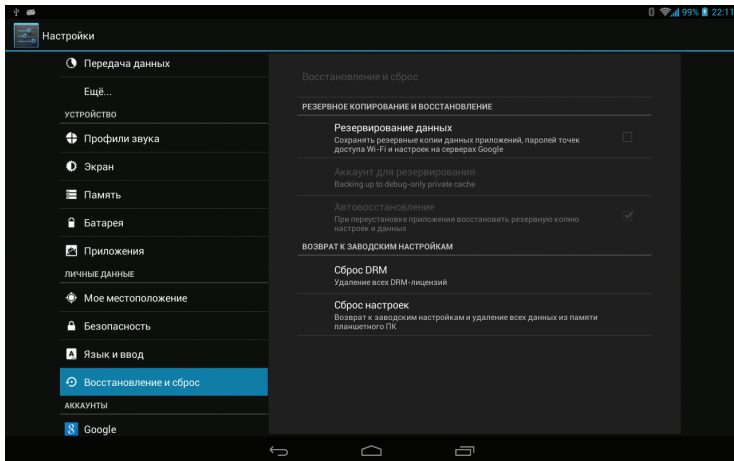 99% 22:11
Настройки
Передача данных
Ещё...
УСТРОЙСТВО
Профили звука
Экран
Память
Батарея
Приложения
ЛИЧНЫЕ ДАННЫЕ
Мое местоположение
Безопасность
A Язык и ввод
Восстановление и сброс
АККАУНТЫ
8 Google
Восстановление и сброс
РЕЗЕРВНОЕ КОПИРОВАНИЕ И ВОССТАНОВЛЕНИЕ
Резервирование данных
Сохранять резервные копии данных приложений, паролей точек
доступа Wi-Fi и настроек на серверах Google
Аккаунт для резервирования
Backing up to debug-only private cache
Автовосстановление
При переустановке приложения восстановить резервную копию
настроек и данных
ВОЗВРАТ К ЗАВОДСКИМ НАСТРОЙКАМ
Сброс DRM
Удаление всех DRM-лицензий
Сброс настроек
Возврат к заводским настройкам и удаление всех данных из памяти
планшетного ПК